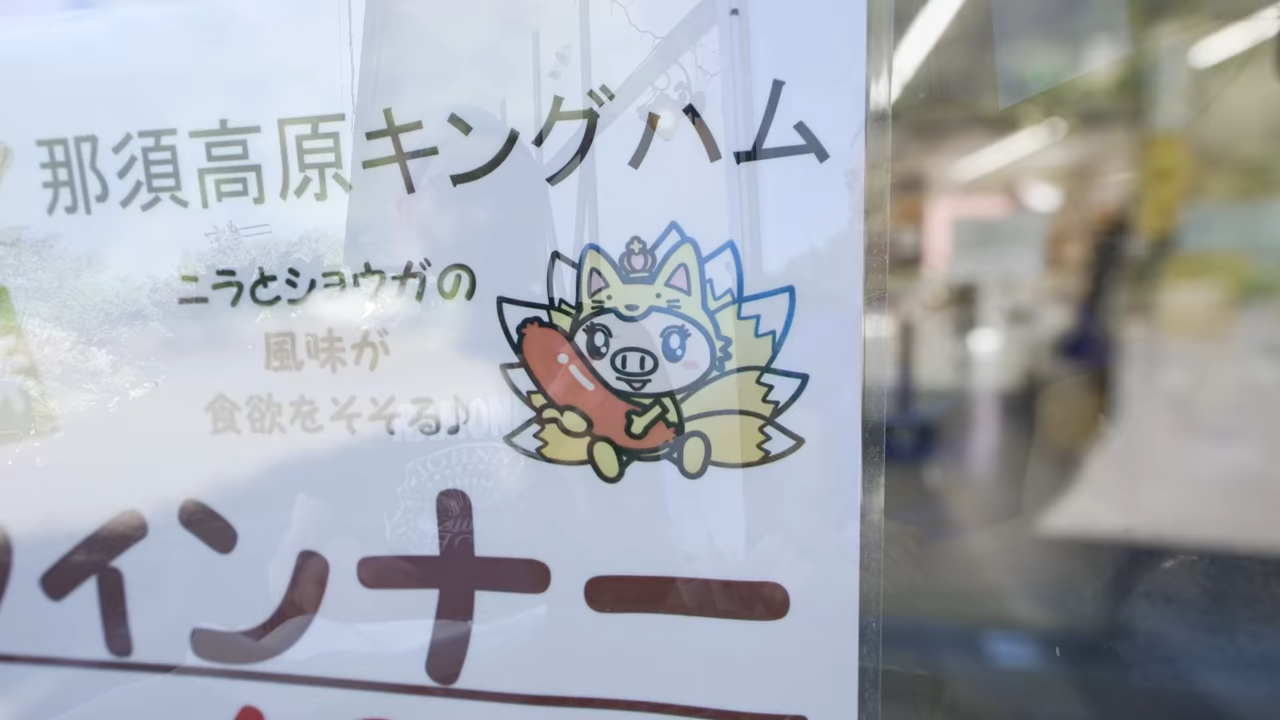 那須高原キングハム
ニラとショウガの
風味が
食欲をそそる♪
ィンナー